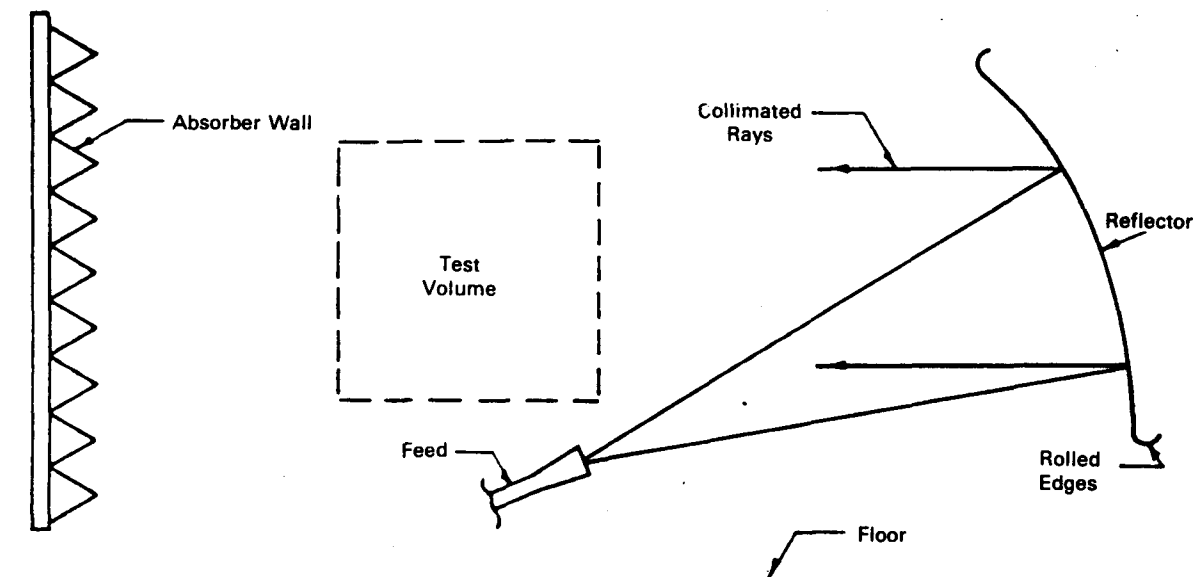 Absorber Wall
Collimated
Rays
Reflector
Test
Volume
Feed
Rolled
Edges
Floor